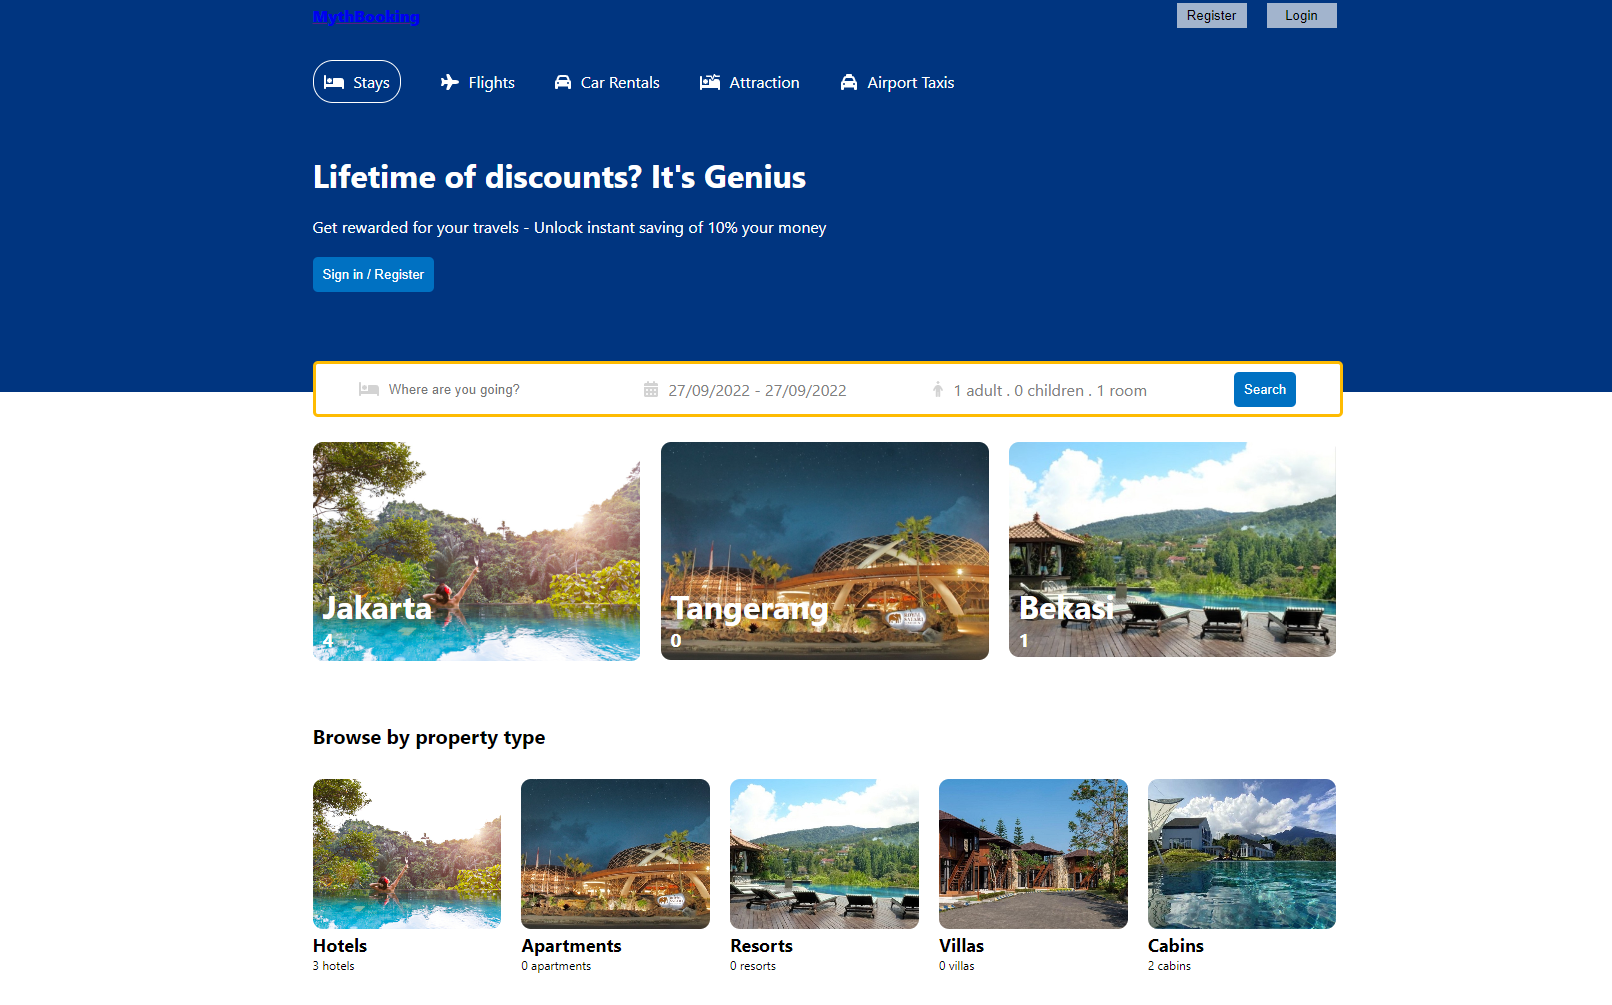 MythBooking
Register
Login
Stays
Flights
Car Rentals
Attraction
Airport Taxis
Lifetime of discounts? It's Genius
Get rewarded for your travels - Unlock instant saving of 10% your money
Sign in / Register
Where are you going?
27/09/2022 - 27/09/2022
1 adult . 0 children . 1 room
Search
Jakarta
4
Tangerang
0
Bekasi
1
Browse by property type
Hotels
3 hotels
Apartments
0 apartments
Resorts
0 resorts
Villas
0 villas
Cabins
2 cabins